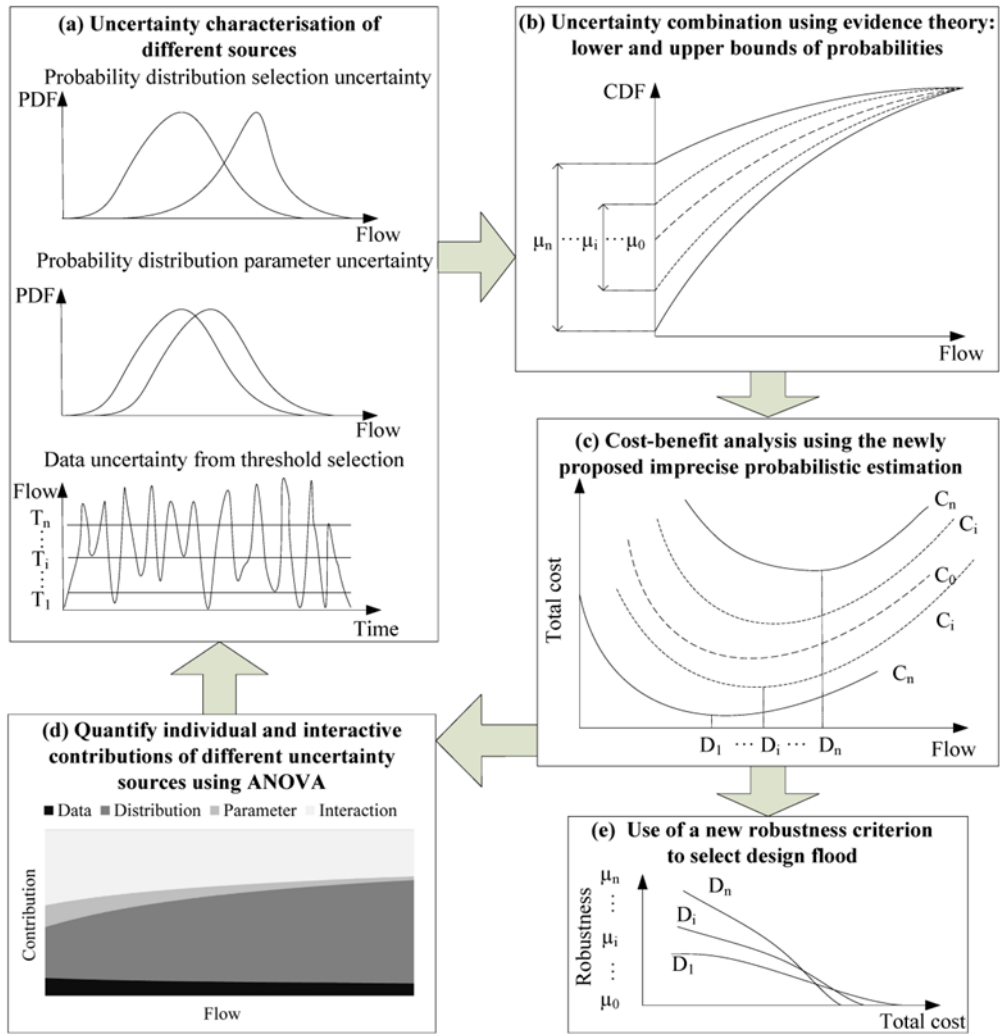 (a) Uncertainty characterisation of
different sources
Probability distribution selection uncertainty
PDF
Flow
Probability distribution parameter uncertainty
PDF
Flow
Data uncertainty from threshold selection
Flow
Tn
⋮
Ti
⋮
T1
Time
(b) Uncertainty combination using evidence theory:
lower and upper bounds of probabilities
CDF
μn ··· μi ··· μ0
Flow
(c) Cost-benefit analysis using the newly
proposed imprecise probabilistic estimation
Total cost
Cn
Ci
C0
Ci
Cn
D1 ··· Di ··· Dn
Flow
(d) Quantify individual and interactive
contributions of different uncertainty
sources using ANOVA
Data Distribution Parameter Interaction
Contribution
Flow
(e) Use of a new robustness criterion
to select design flood
Robustness
μn
⋮
μi
⋮
μ0
Dn
Di
D1
Total cost